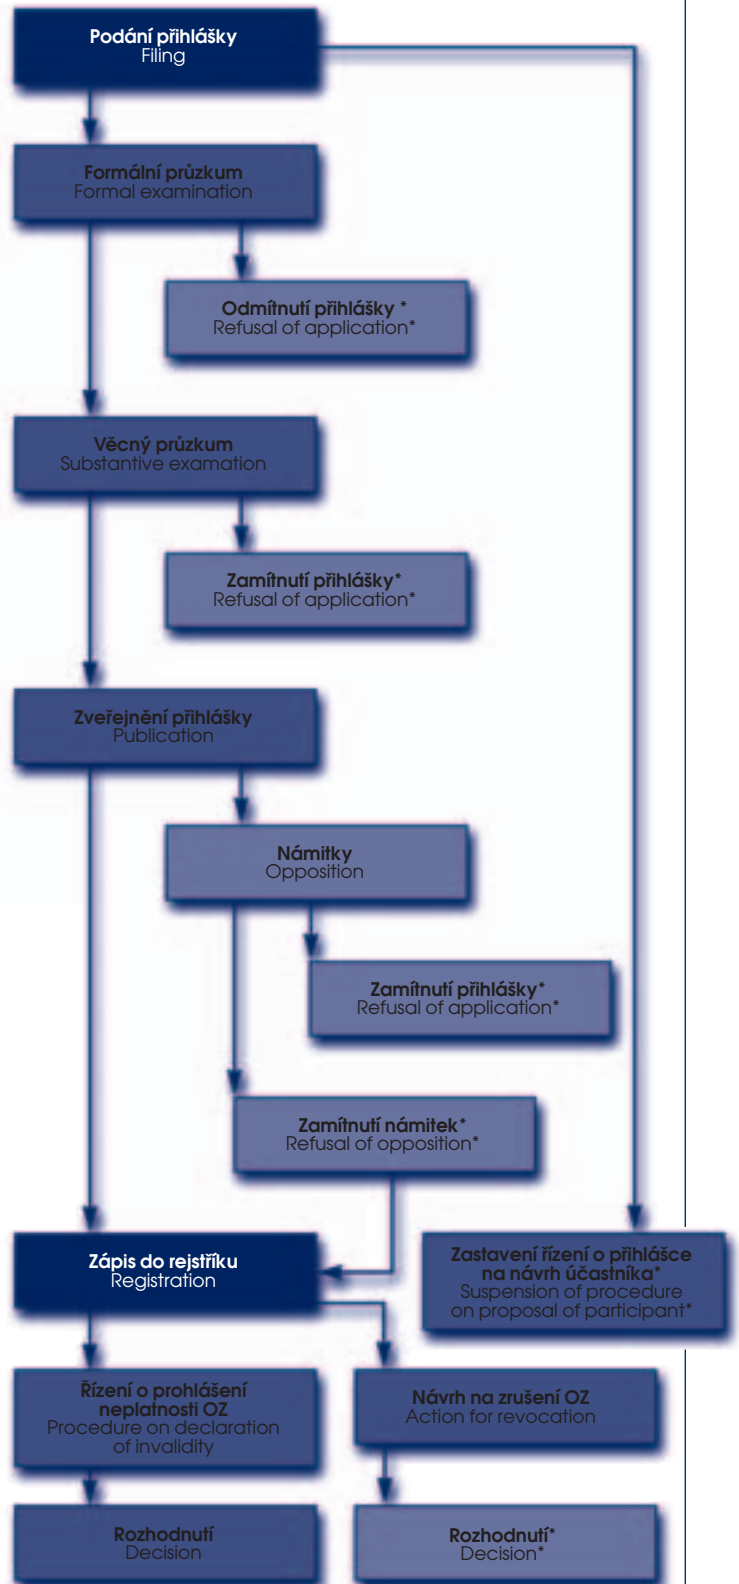 Podání přihlášky
Filing
Formální průzkum
Formal examination
Odmítnutí přihlášky *
Refusal of application*
Věcný průzkum
Substantive examation
Zamítnutí přihlášky*
Refusal of application*
Zveřejnění přihlášky
Publication
Námitky
Opposition
Zamítnutí přihlášky*
Refusal of application*
Zamítnutí námitek*
Refusal of opposition*
Zápis do rejstříku
Registration
Zastavení řízení o přihlášce
na návrh účastníka*
Suspension of procedure
on proposal of participant*
Řízení o prohlášení
neplatnosti OZ
Procedure on declaration
of invalidity
Návrh na zrušení OZ
Action for revocation
Rozhodnutí
Decision
Rozhodnutí*
Decision*